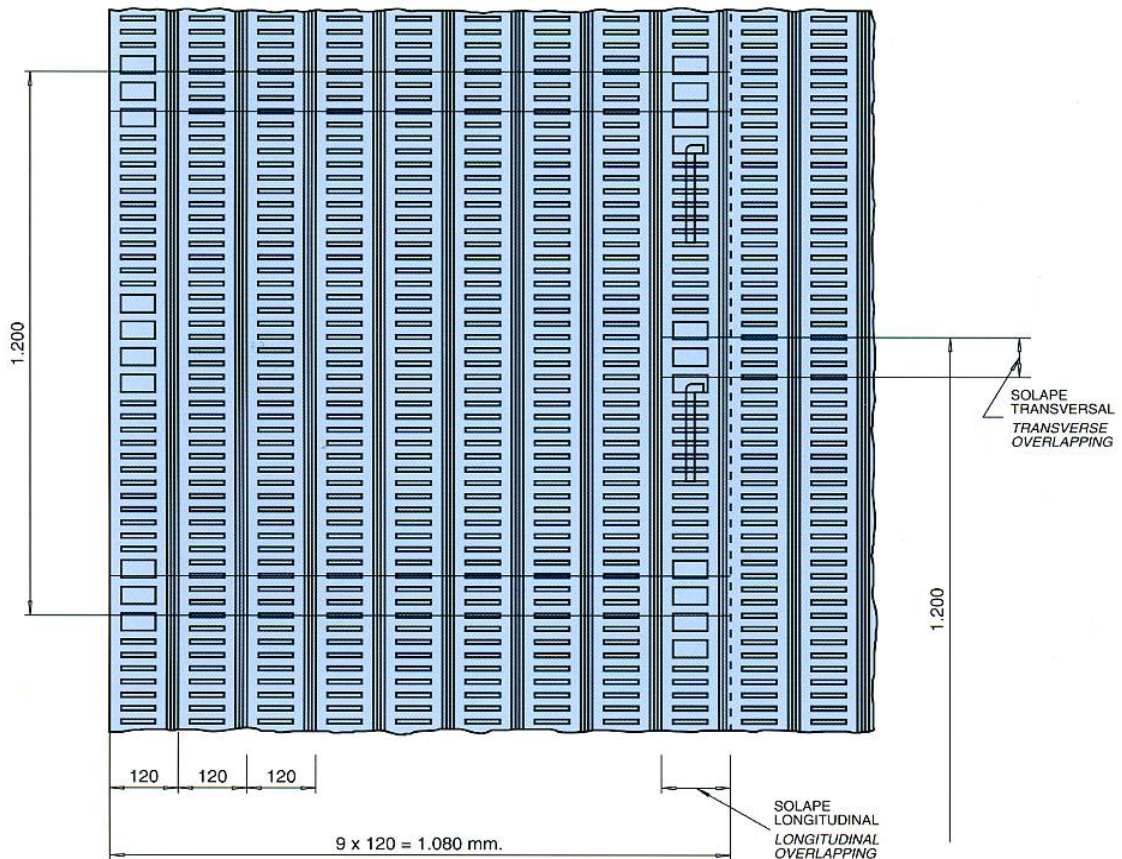 1.200
SOLAPE
TRANSVERSAL
TRANSVERSE
OVERLAPPING
1.200
120
120
120
SOLAPE
LONGITUDINAL
LONGITUDINAL
OVERLAPPING
9 x 120 = 1.080 mm.